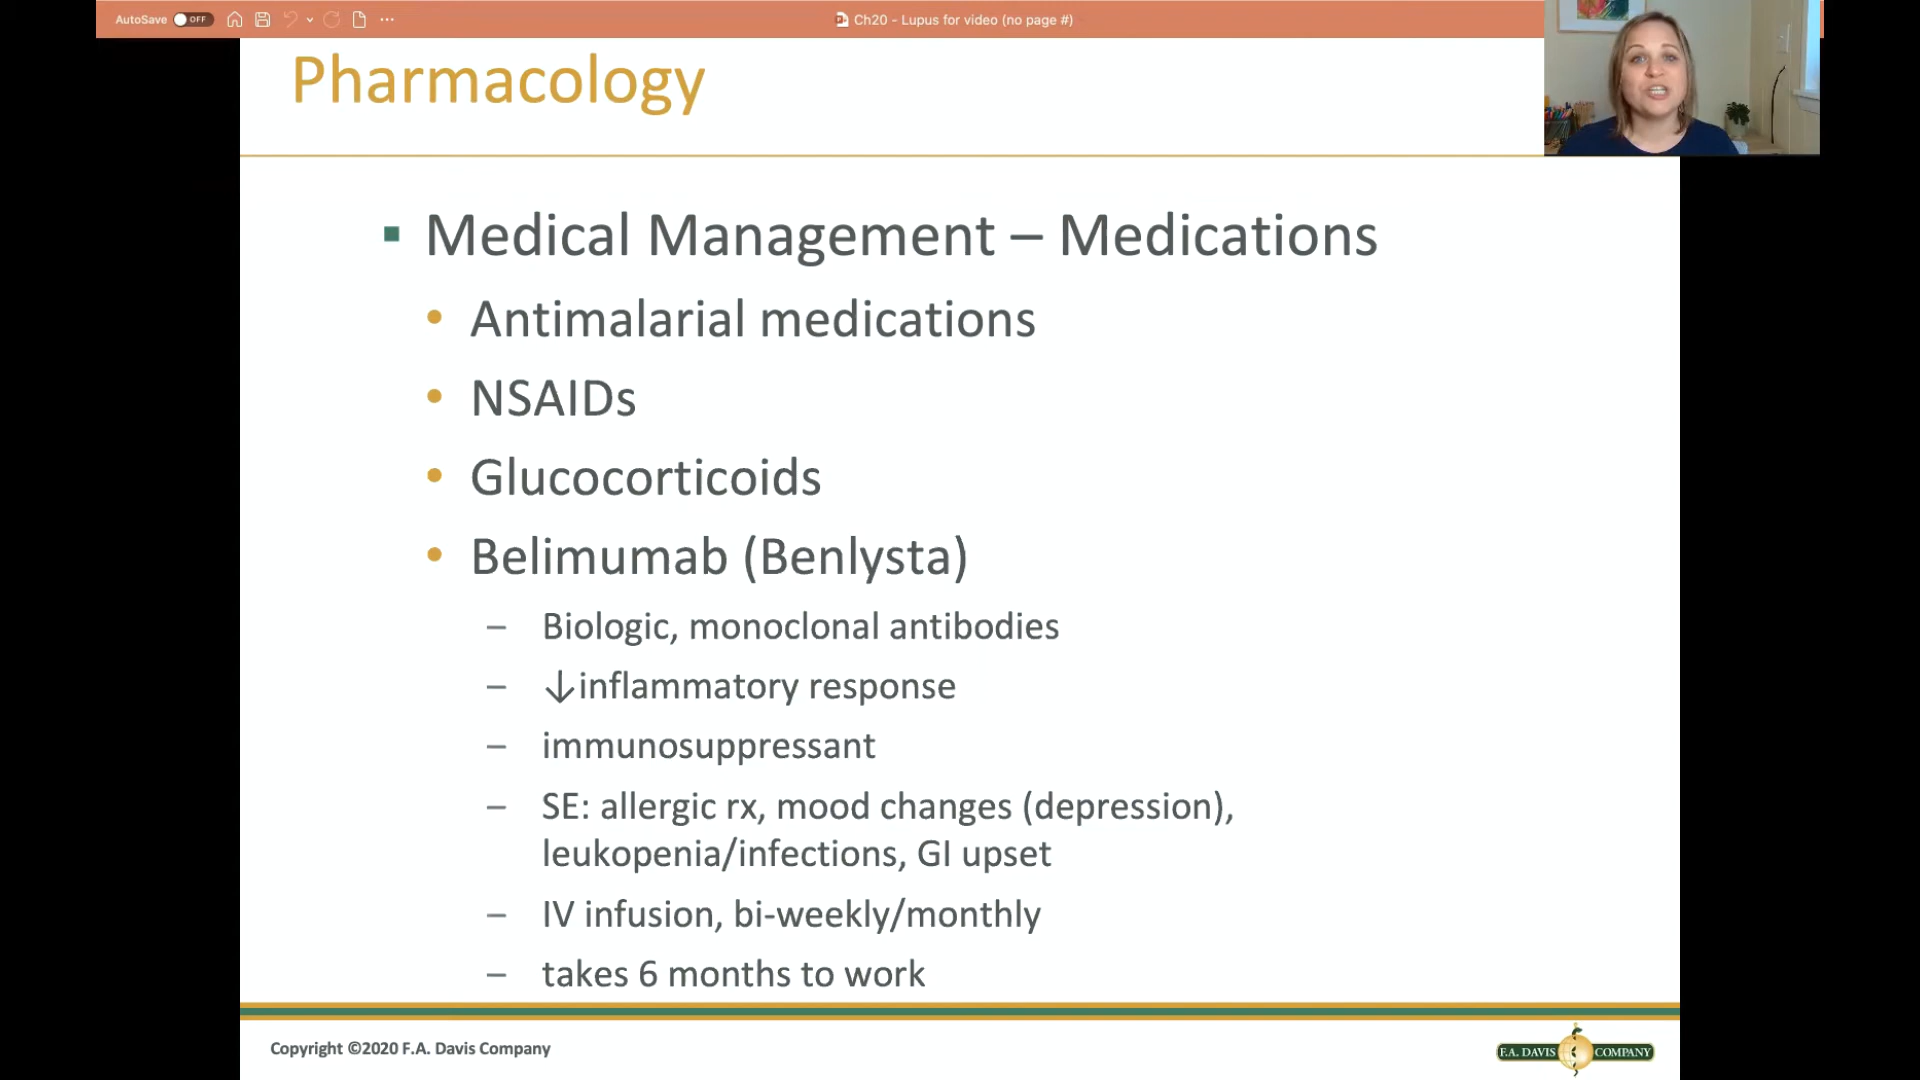 AutoSave OFF
Ch20 - Lupus for video (no page #)
Pharmacology
▪ Medical Management – Medications
• Antimalarial medications
• NSAIDs
• Glucocorticoids
• Belimumab (Benlysta)
– Biologic, monoclonal antibodies
– ↓inflammatory response
– immunosuppressant
– SE: allergic rx, mood changes (depression),
leukopenia/infections, GI upset
– IV infusion, bi-weekly/monthly
– takes 6 months to work
Copyright ©2020 F.A. Davis Company
F.A. DAVIS COMPANY